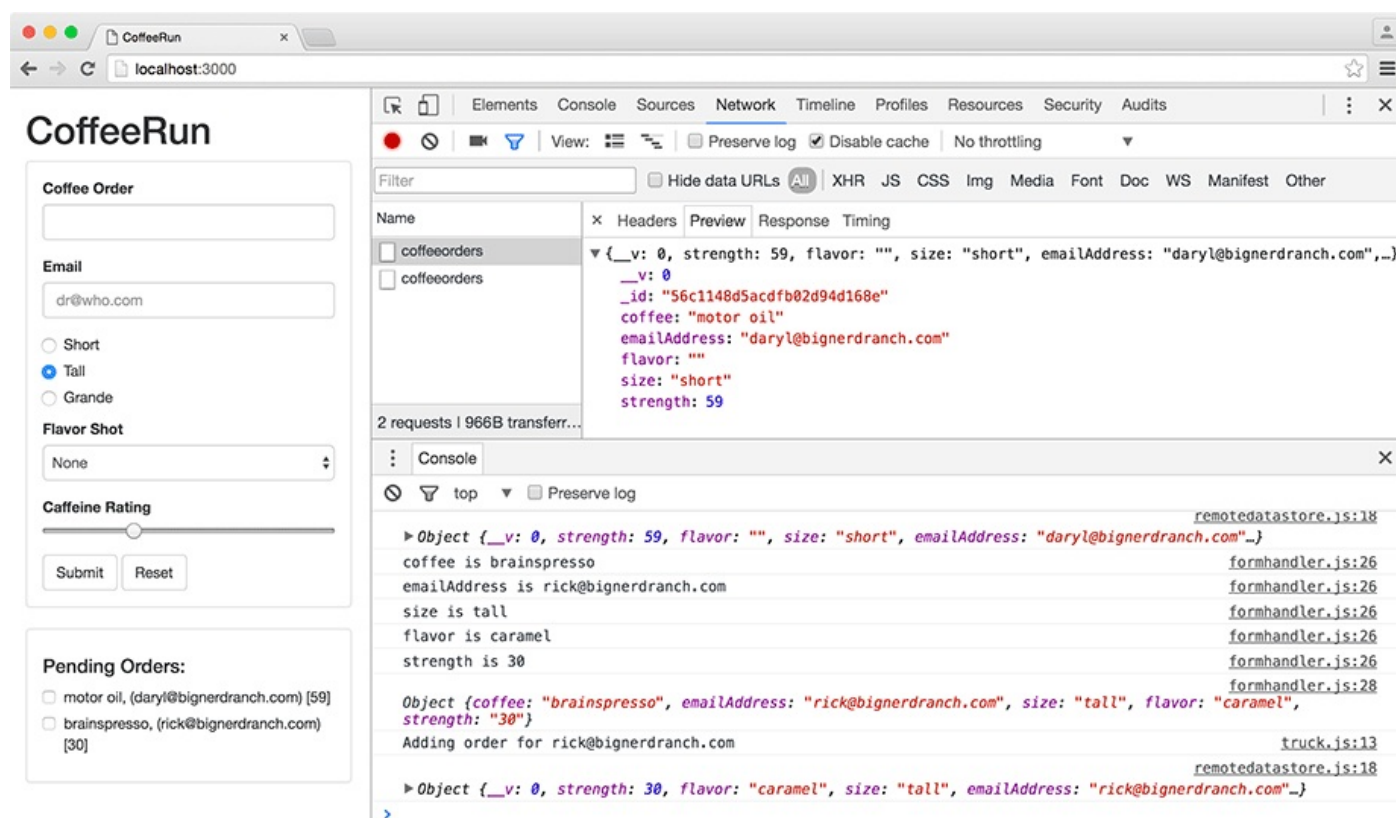 CoffeeRun
localhost:3000
CoffeeRun
Coffee Order
Email
dr@who.com
Short
Tall
Grande
Flavor Shot
None
Caffeine Rating
Submit Reset
Pending Orders:
motor oil, (daryl@bignerdranch.com) [59]
brainspresso, (rick@bignerdranch.com)
[30]
Elements Console Sources Network Timeline Profiles Resources Security Audits
View: Preserve log Disable cache No throttling
Filter Hide data URLs All XHR JS CSS Img Media Font Doc WS Manifest Other
Name
coffeeorders
coffeeorders
2 requests | 966B transferr...
× Headers Preview Response Timing
▼{__v: 0, strength: 59, flavor: "", size: "short", emailAddress: "daryl@bignerdranch.com",…}
__v: 0
_id: "56c1148d5acdfb02d94d168e"
coffee: "motor oil"
emailAddress: "daryl@bignerdranch.com"
flavor: ""
size: "short"
strength: 59
Console
top ▼ Preserve log
remotedatastore.js:18
▶Object {__v: 0, strength: 59, flavor: "", size: "short", emailAddress: "daryl@bignerdranch.com"…}
coffee is brainspresso formhandler.js:26
emailAddress is rick@bignerdranch.com formhandler.js:26
size is tall formhandler.js:26
flavor is caramel formhandler.js:26
strength is 30 formhandler.js:26
formhandler.js:28
Object {coffee: "brainspresso", emailAddress: "rick@bignerdranch.com", size: "tall", flavor: "caramel",
strength: "30"}
Adding order for rick@bignerdranch.com truck.js:13
remotedatastore.js:18
▶Object {__v: 0, strength: 30, flavor: "caramel", size: "tall", emailAddress: "rick@bignerdranch.com"…}
>